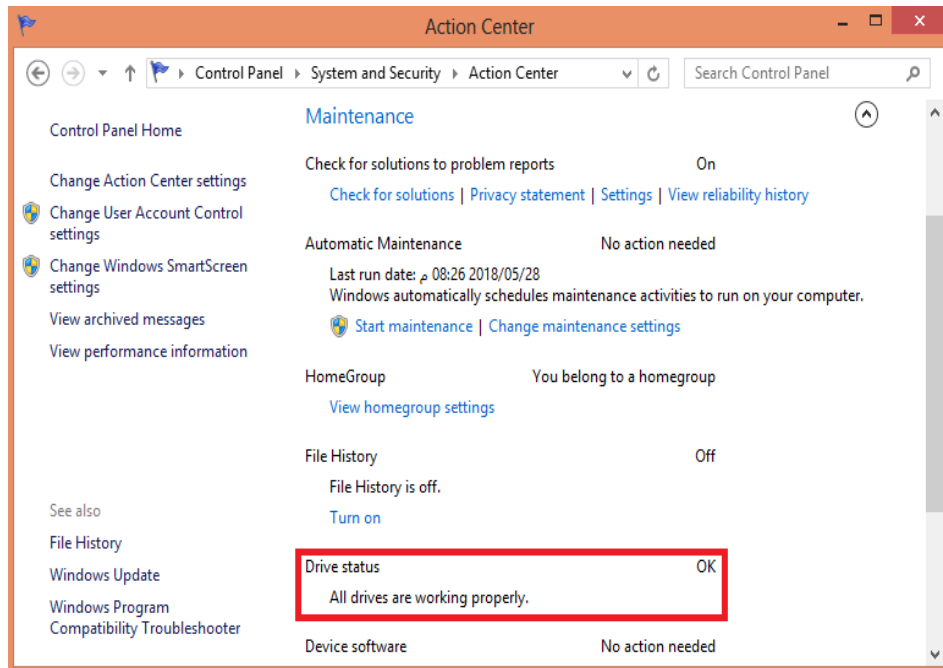 Action Center
Control Panel ▸ System and Security ▸ Action Center
Search Control Panel
Control Panel Home
Change Action Center settings
Change User Account Control
settings
Change Windows SmartScreen
settings
View archived messages
View performance information
See also
File History
Windows Update
Windows Program
Compatibility Troubleshooter
Maintenance
Check for solutions to problem reports On
Check for solutions | Privacy statement | Settings | View reliability history
Automatic Maintenance No action needed
Last run date: م 08:26 2018/05/28
Windows automatically schedules maintenance activities to run on your computer.
Start maintenance | Change maintenance settings
HomeGroup You belong to a homegroup
View homegroup settings
File History Off
File History is off.
Turn on
Drive status OK
All drives are working properly.
Device software No action needed